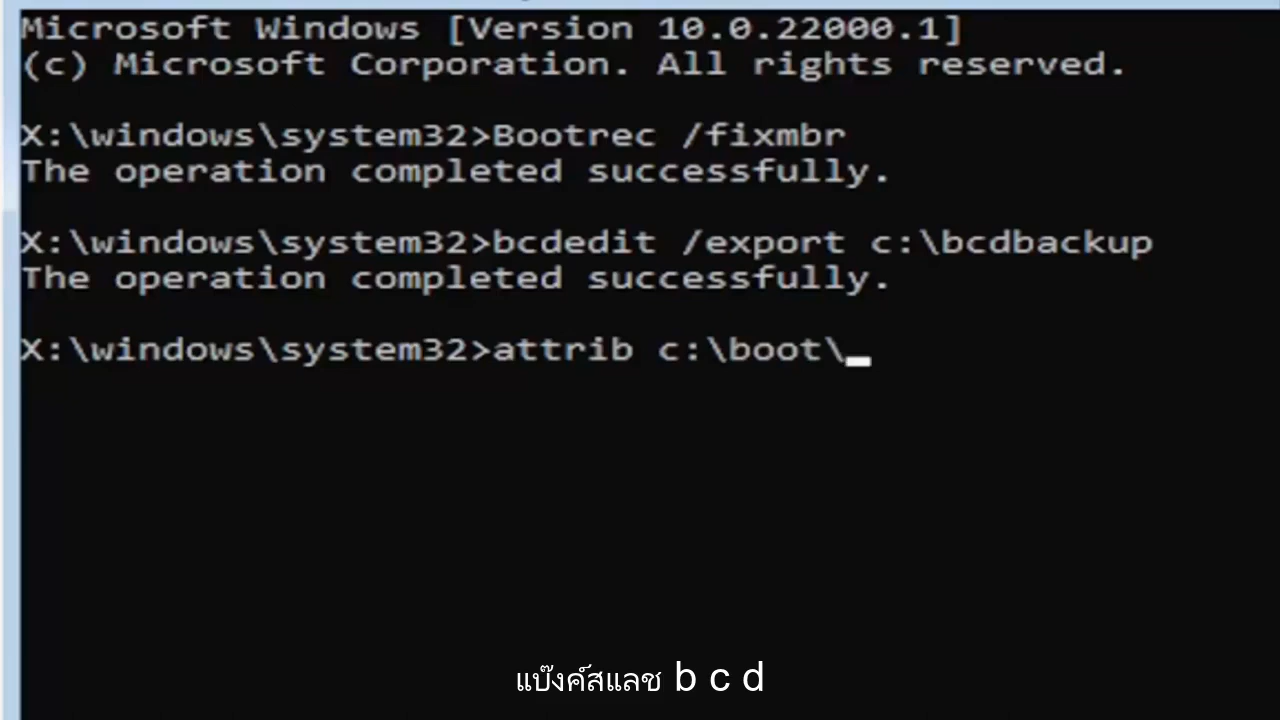 Microsoft Windows [Version 10.0.22000.1]
(c) Microsoft Corporation. All rights reserved.
X:\windows\system32>Bootrec /fixmbr
The operation completed successfully.
X:\windows\system32>bcdedit /export c:\bcdbackup
The operation completed successfully.
X:\windows\system32>attrib c:\boot\
แบ๊งค์สแลช b c d